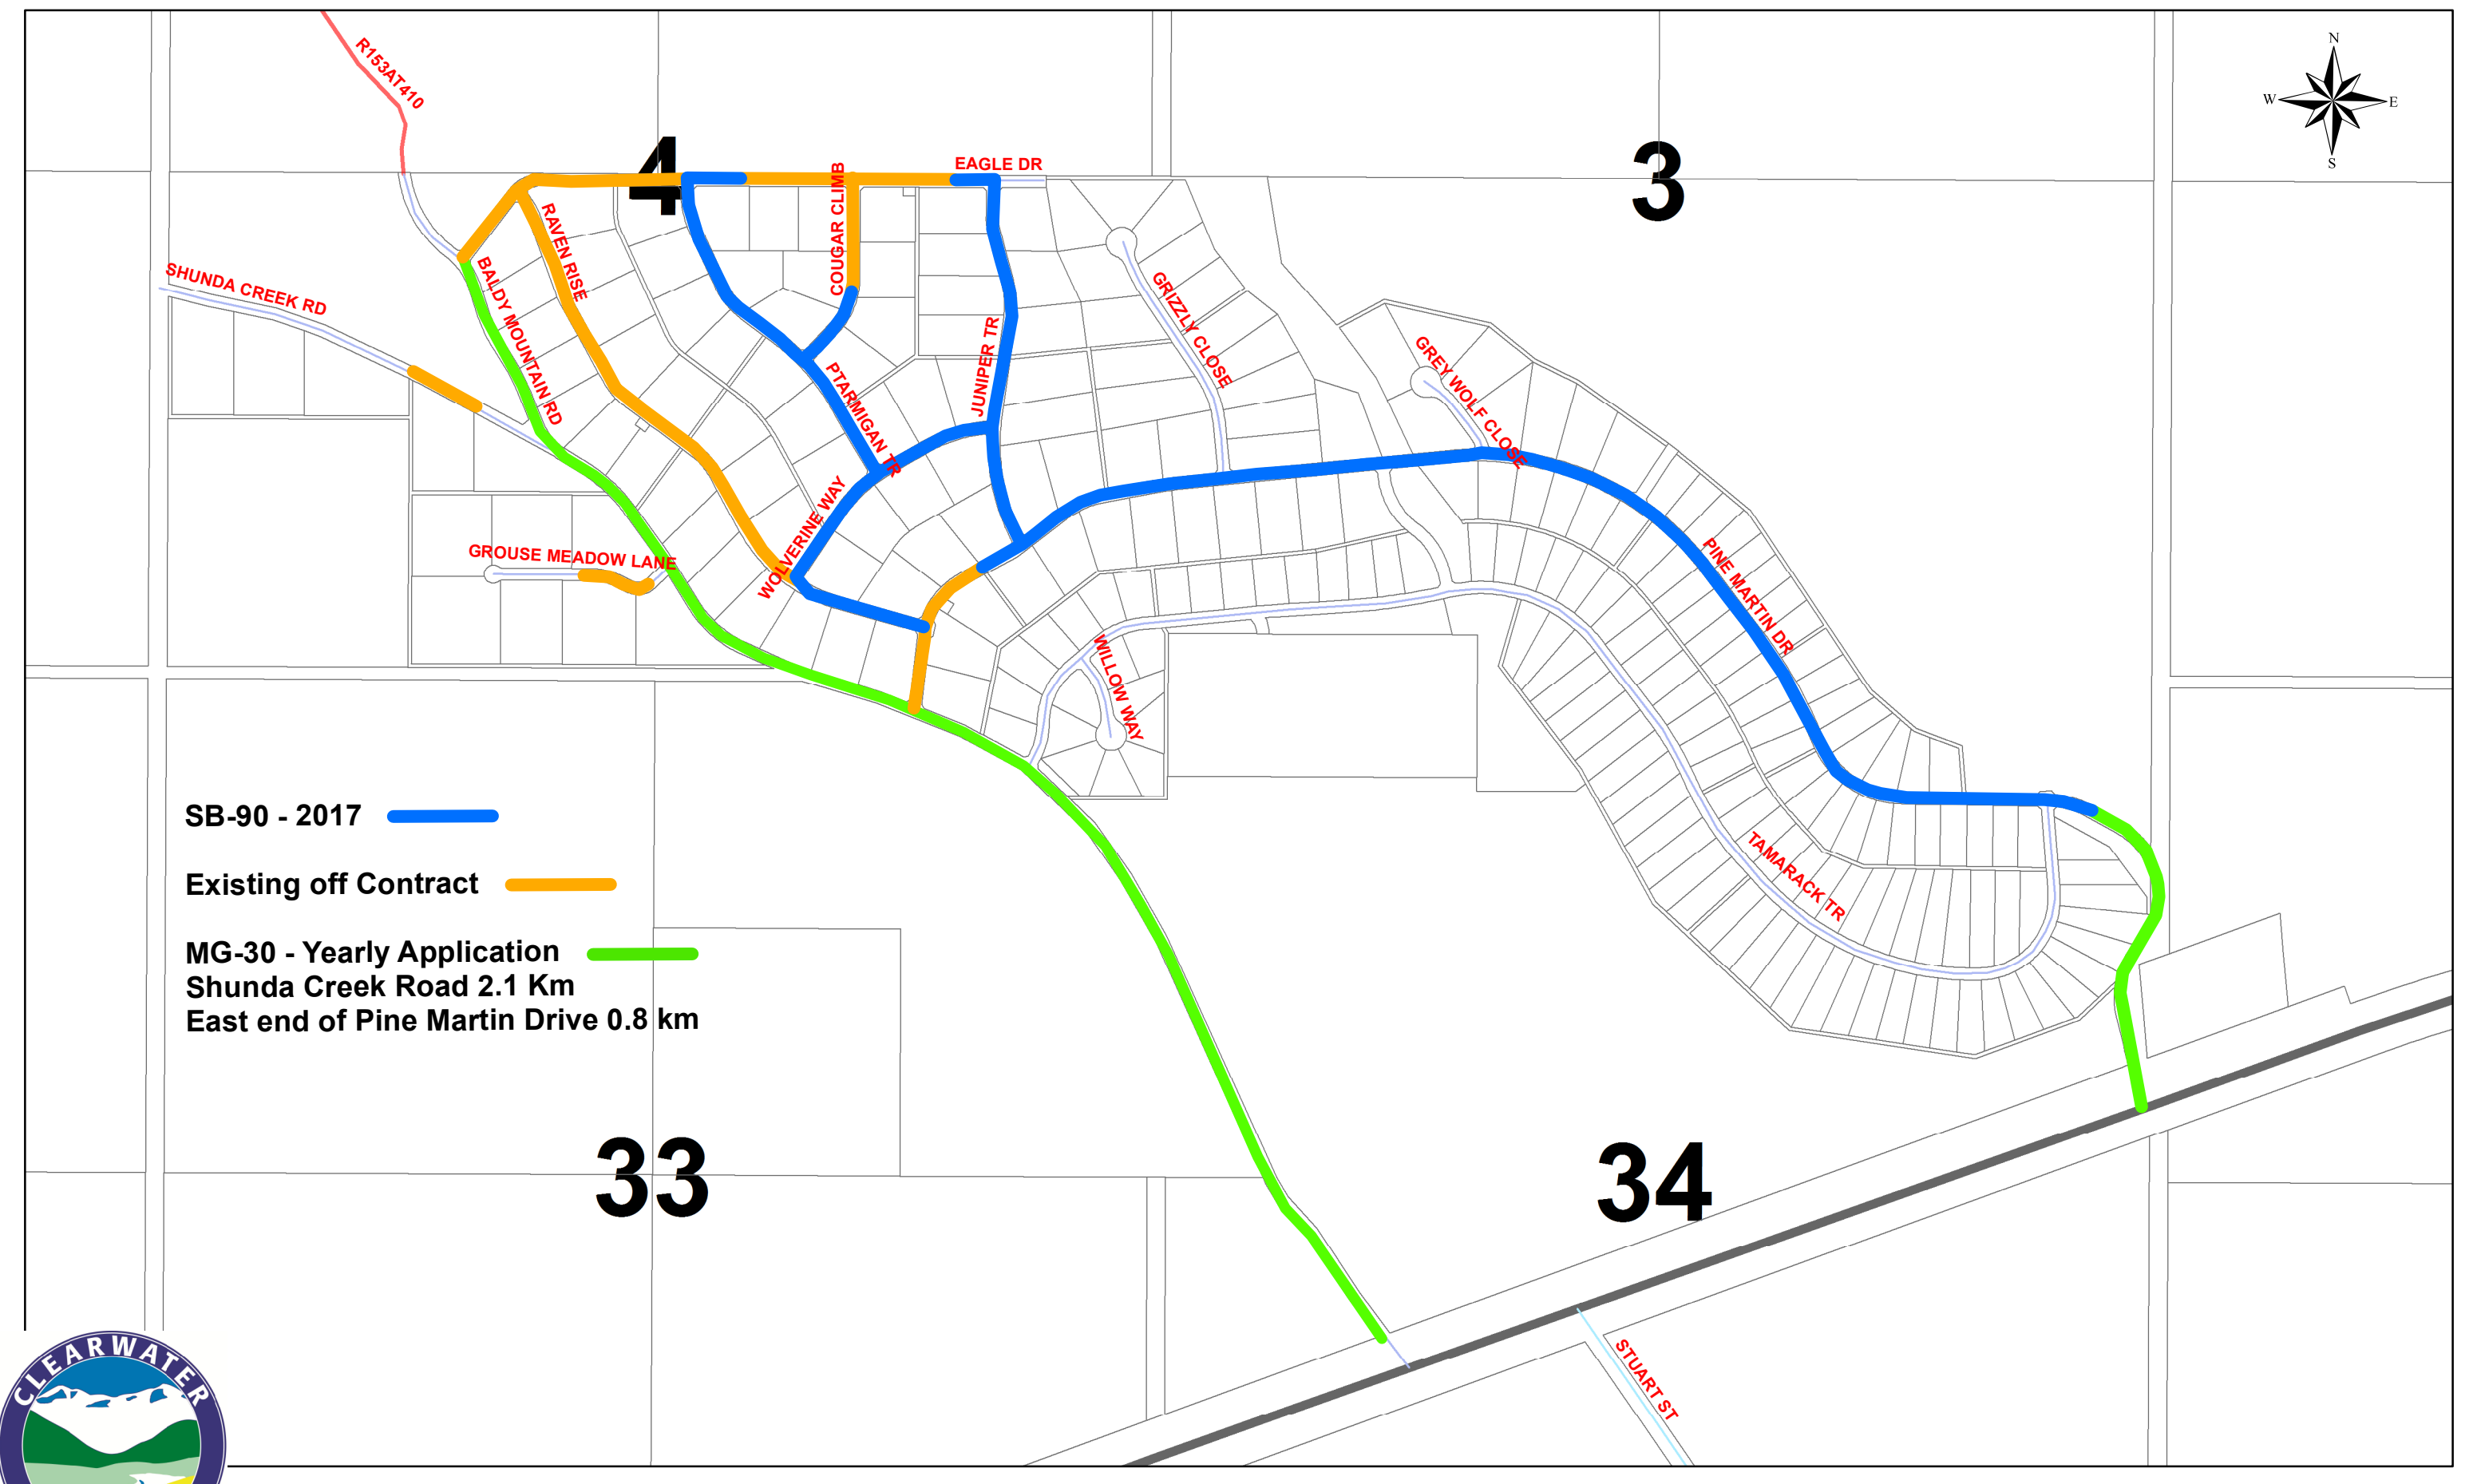 N
W E
S
R153AT410
4
3
EAGLE DR
COUGAR CLIMB
RAVEN RISE
SHUNDA CREEK RD
BALDY MOUNTAIN RD
GRIZZLY CLOSE
JUNIPER TR
GREY WOLF CLOSE
PTARMIGAN TR
WOLVERINE WAY
GROUSE MEADOW LANE
PINE MARTIN DR
WILLOW WAY
TAMARACK TR
SB-90 - 2017
Existing off Contract
MG-30 - Yearly Application
Shunda Creek Road 2.1 Km
East end of Pine Martin Drive 0.8 km
33
34
STUART ST
CLEARWATER